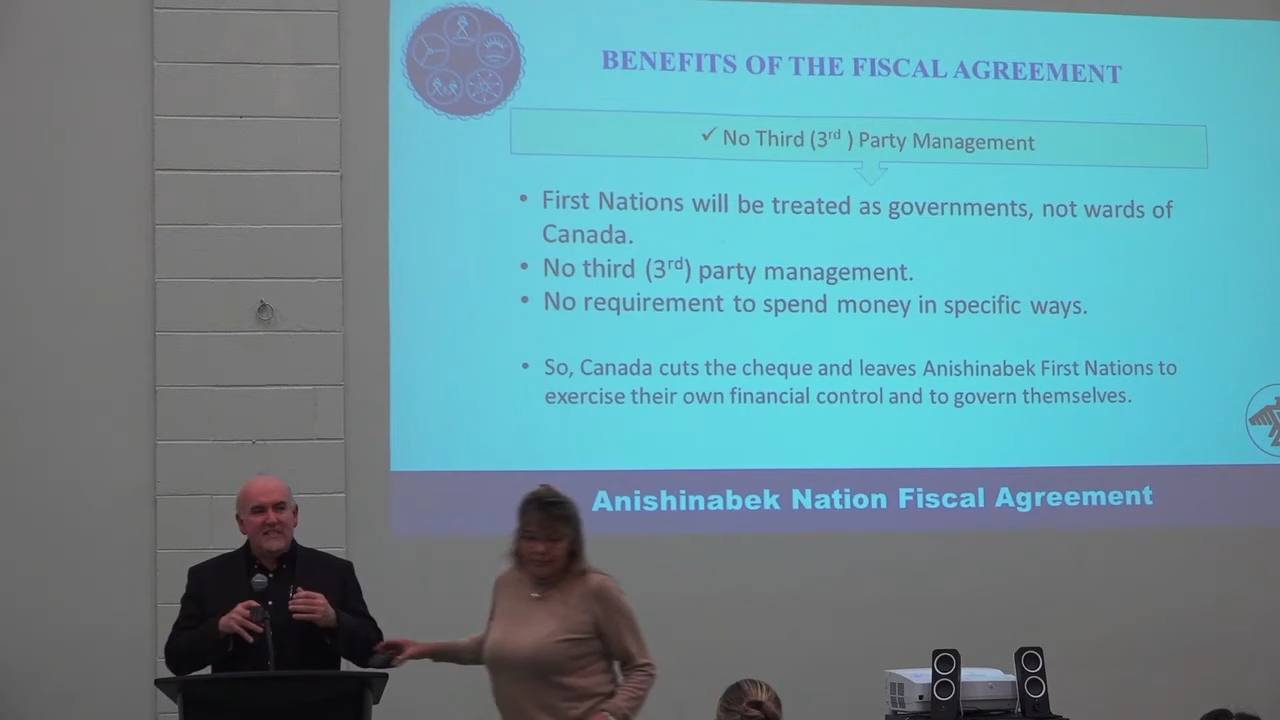 BENEFITS OF THE FISCAL AGREEMENT
✓ No Third (3rd ) Party Management
• First Nations will be treated as governments, not wards of
Canada.
• No third (3rd) party management.
• No requirement to spend money in specific ways.
• So, Canada cuts the cheque and leaves Anishinabek First Nations to
exercise their own financial control and to govern themselves.
Anishinabek Nation Fiscal Agreement